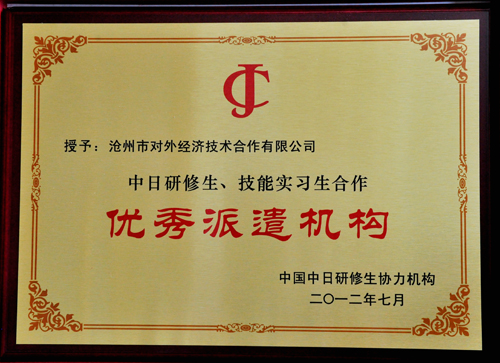 授予：沧州市对外经济技术合作有限公司
中日研修生、技能实习生合作
优秀派遣机构
中国中日研修生协力机构
二〇一二年七月